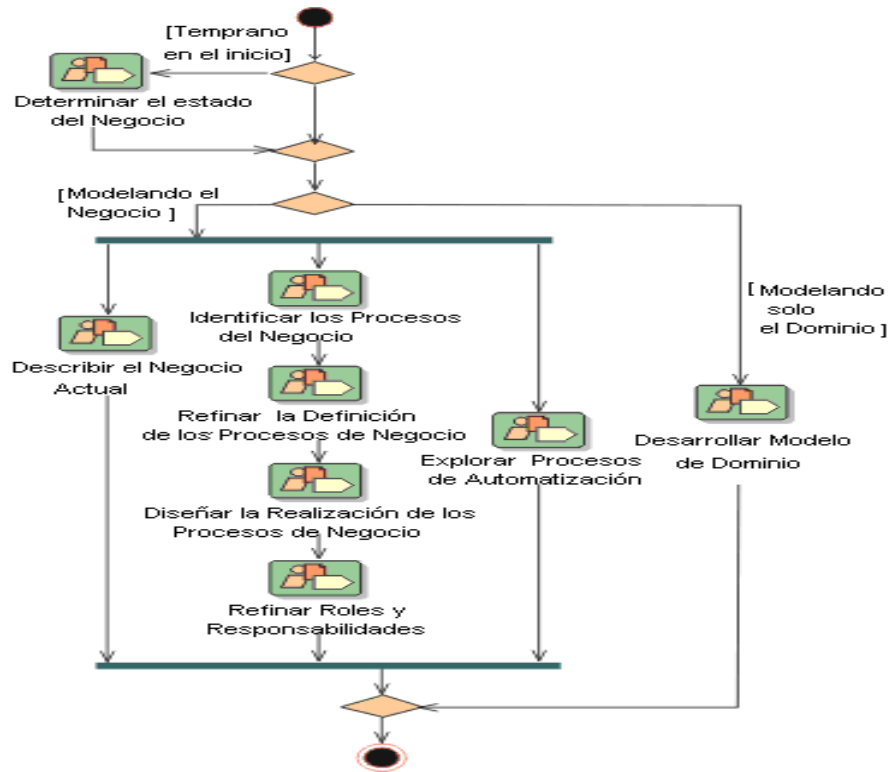 [Temprano
en el inicio]
Determinar el estado
del Negocio
[Modelando el
Negocio ]
Identificar los Procesos
del Negocio
Describir el Negocio
Actual
Refinar la Definición
de los Procesos de Negocio
Diseñar la Realización de los
Procesos de Negocio
Refinar Roles y
Responsabilidades
Explorar Procesos
de Automatización
[ Modelando
solo
el Dominio ]
Desarrollar Modelo
de Dominio